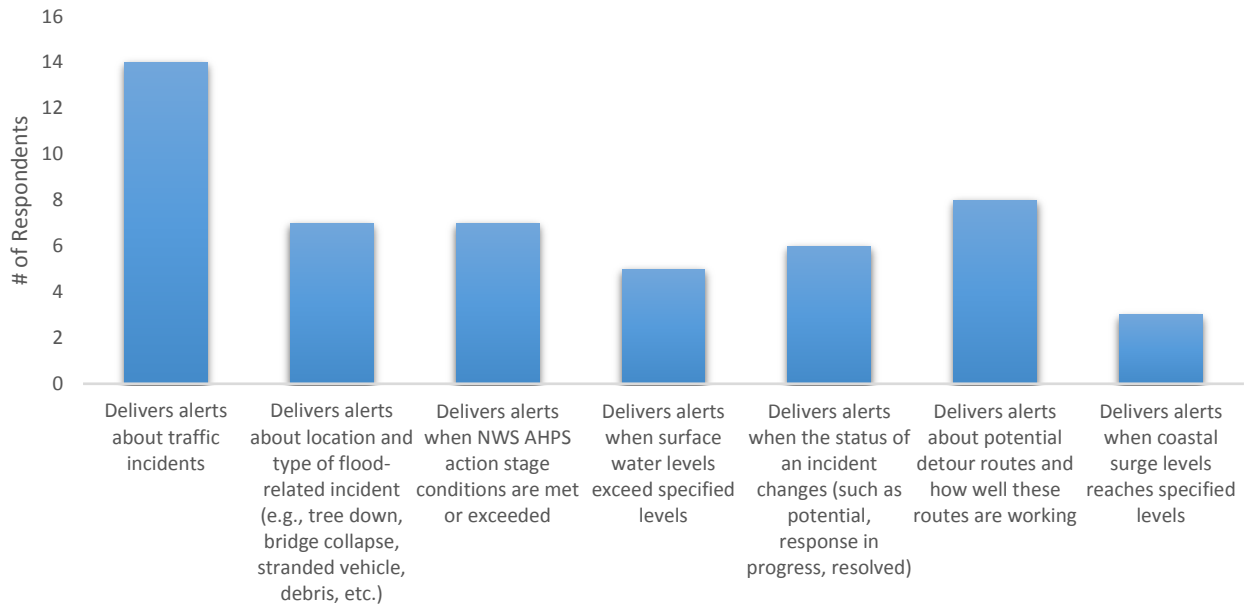 16
14
12
10
8
6
4
2
0
# of Respondents
Delivers alerts
about traffic
incidents
Delivers alerts
about location and
type of flood-
related incident
(e.g., tree down,
bridge collapse,
stranded vehicle,
debris, etc.)
Delivers alerts
when NWS AHPS
action stage
conditions are met
or exceeded
Delivers alerts
when surface
water levels
exceed specified
levels
Delivers alerts
when the status of
an incident
changes (such as
potential,
response in
progress, resolved)
Delivers alerts
about potential
detour routes and
how well these
routes are working
Delivers alerts
when coastal
surge levels
reaches specified
levels